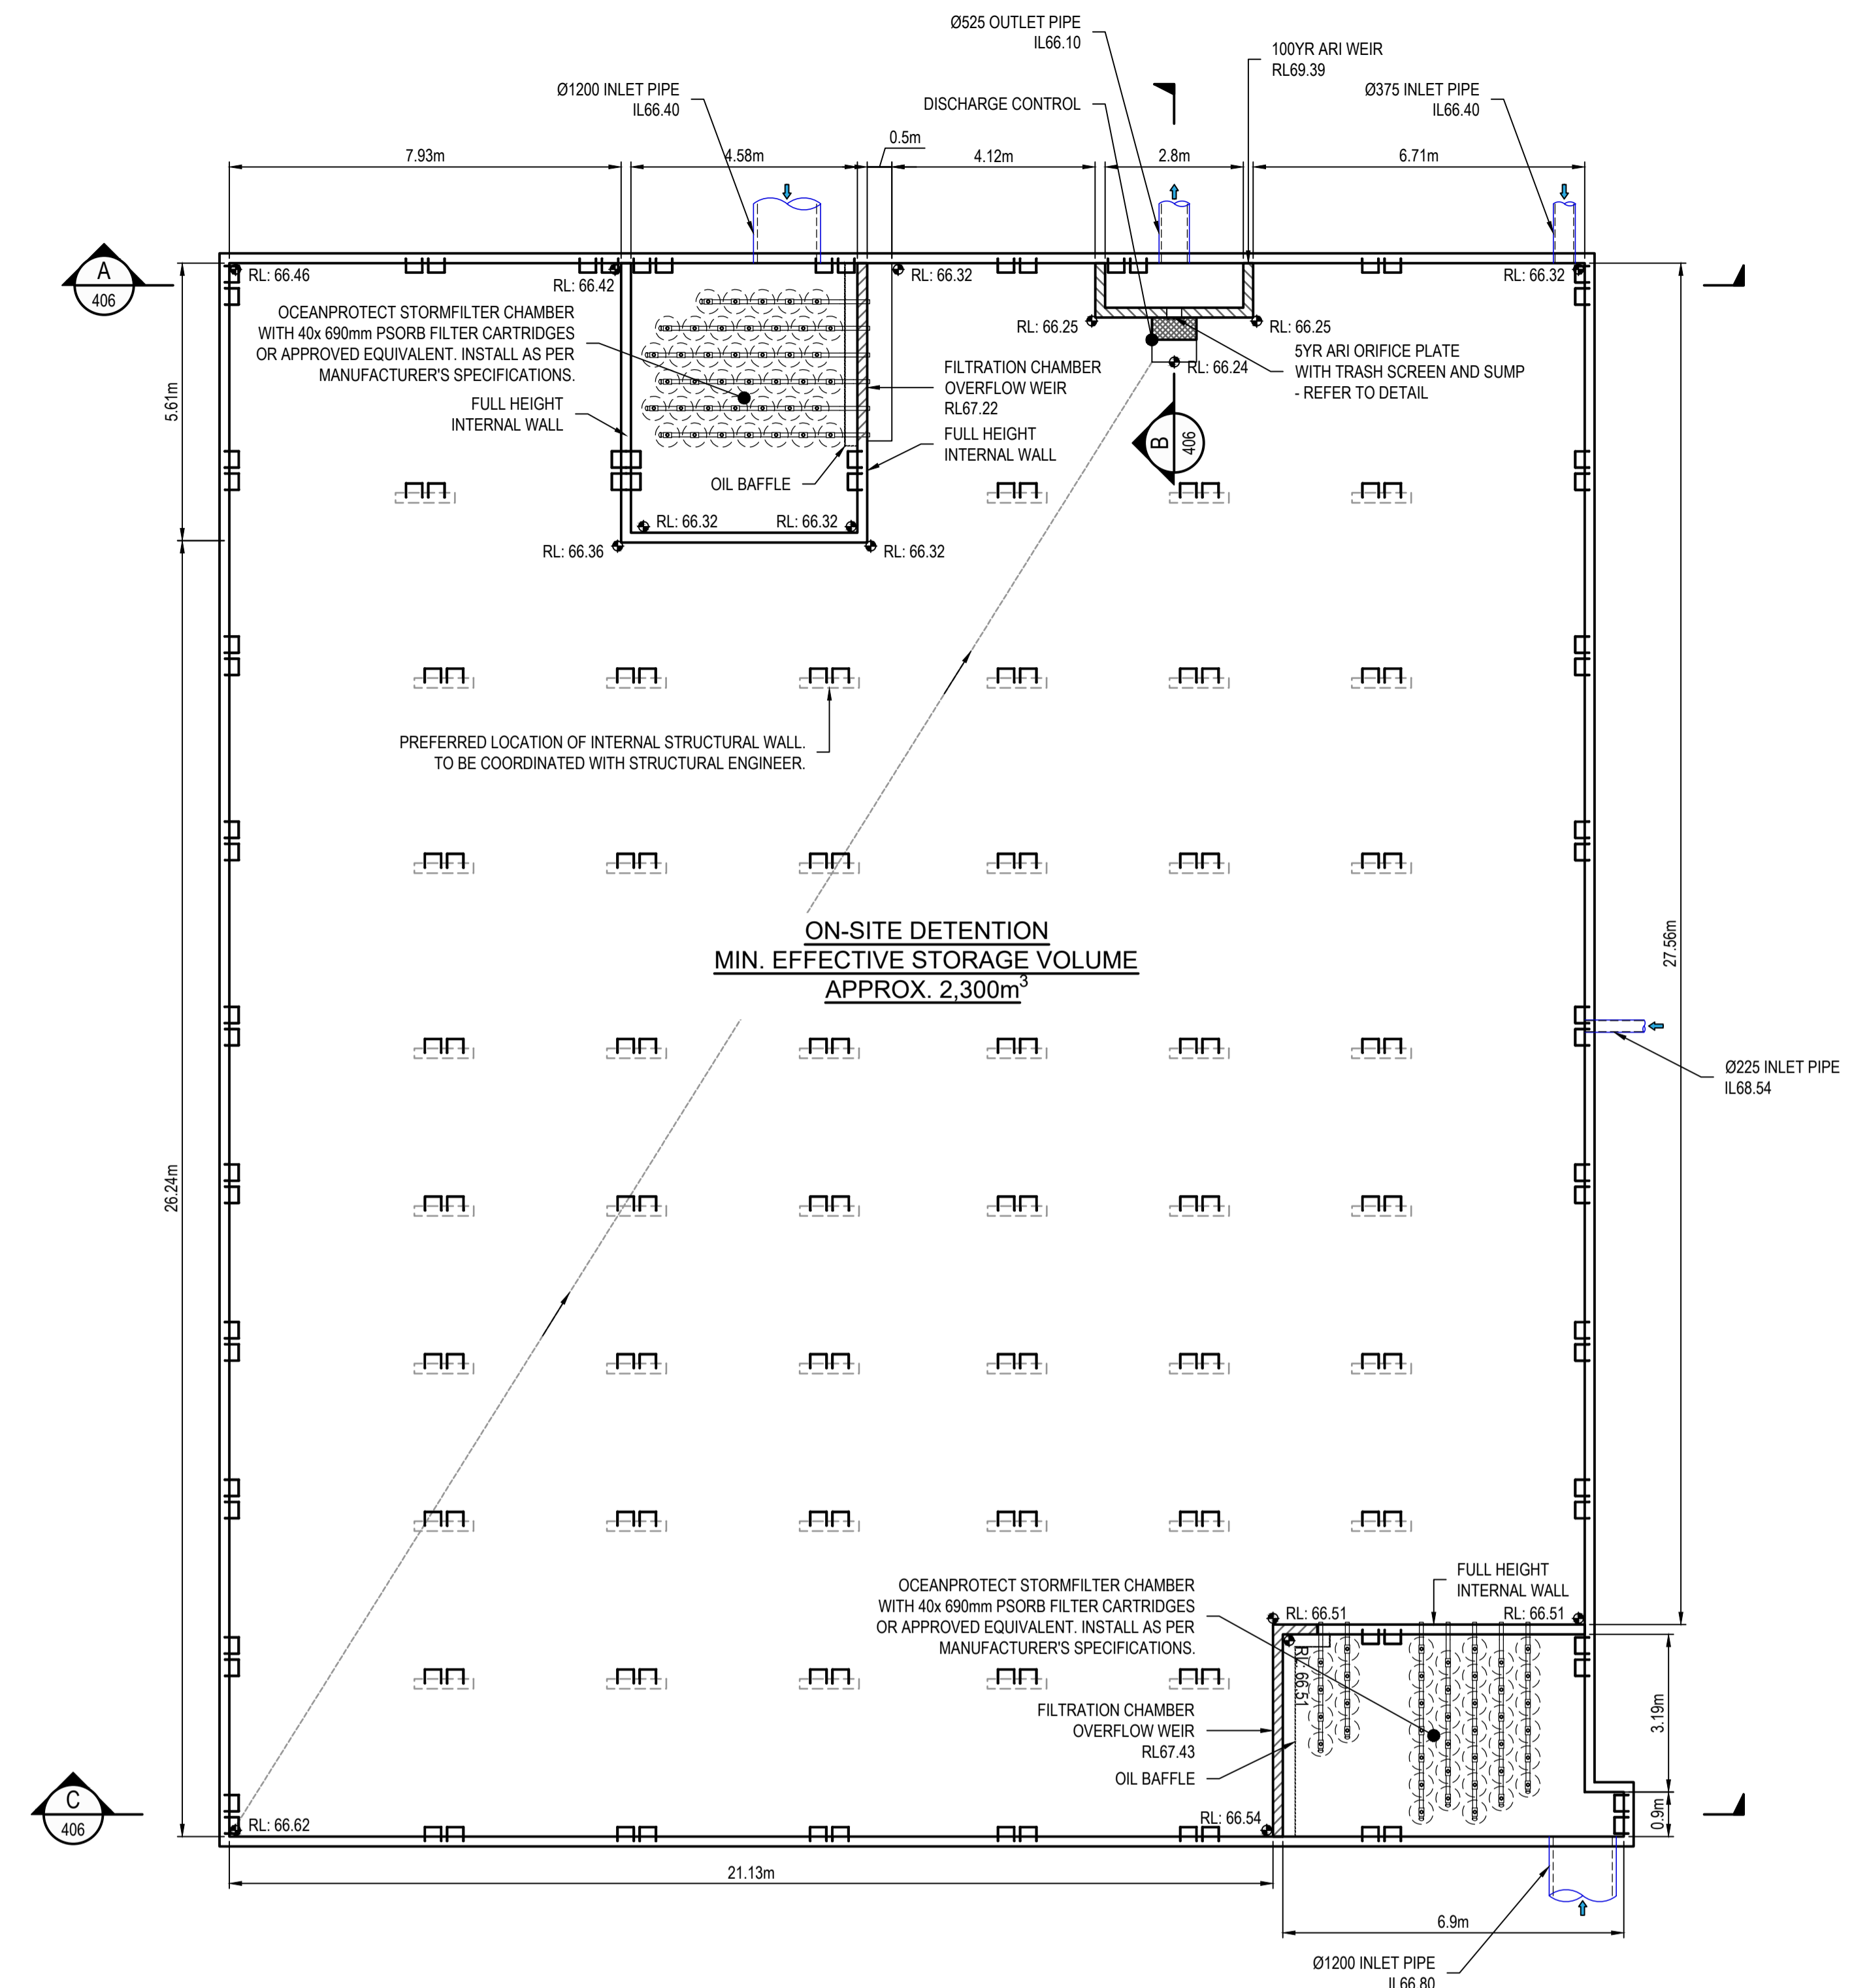 Ø525 OUTLET PIPE
IL66.10
100YR ARI WEIR
RL69.39
Ø1200 INLET PIPE
IL66.40
DISCHARGE CONTROL
Ø375 INLET PIPE
IL66.40
0.5m
7.93m
4.58m
4.12m
2.8m
6.71m
A
406
RL: 66.46
RL: 66.42
RL: 66.32
RL: 66.32
OCEANPROTECT STORMFILTER CHAMBER
WITH 40x 690mm PSORB FILTER CARTRIDGES
OR APPROVED EQUIVALENT. INSTALL AS PER
MANUFACTURER'S SPECIFICATIONS.
FULL HEIGHT
INTERNAL WALL
RL: 66.25
RL: 66.25
5YR ARI ORIFICE PLATE
WITH TRASH SCREEN AND SUMP
- REFER TO DETAIL
RL: 66.24
FILTRATION CHAMBER
OVERFLOW WEIR
RL67.22
FULL HEIGHT
INTERNAL WALL
B
406
5.61m
OIL BAFFLE
RL: 66.32
RL: 66.32
RL: 66.36
RL: 66.32
PREFERRED LOCATION OF INTERNAL STRUCTURAL WALL.
TO BE COORDINATED WITH STRUCTURAL ENGINEER.
ON-SITE DETENTION
MIN. EFFECTIVE STORAGE VOLUME
APPROX. 2,300m³
27.56m
Ø225 INLET PIPE
IL68.54
26.24m
OCEANPROTECT STORMFILTER CHAMBER
WITH 40x 690mm PSORB FILTER CARTRIDGES
OR APPROVED EQUIVALENT. INSTALL AS PER
MANUFACTURER'S SPECIFICATIONS.
FULL HEIGHT
INTERNAL WALL
RL: 66.51
RL: 66.51
RL: 66.51
FILTRATION CHAMBER
OVERFLOW WEIR
RL67.43
OIL BAFFLE
3.19m
0.9m
C
406
RL: 66.62
RL: 66.54
21.13m
6.9m
Ø1200 INLET PIPE
IL66.80